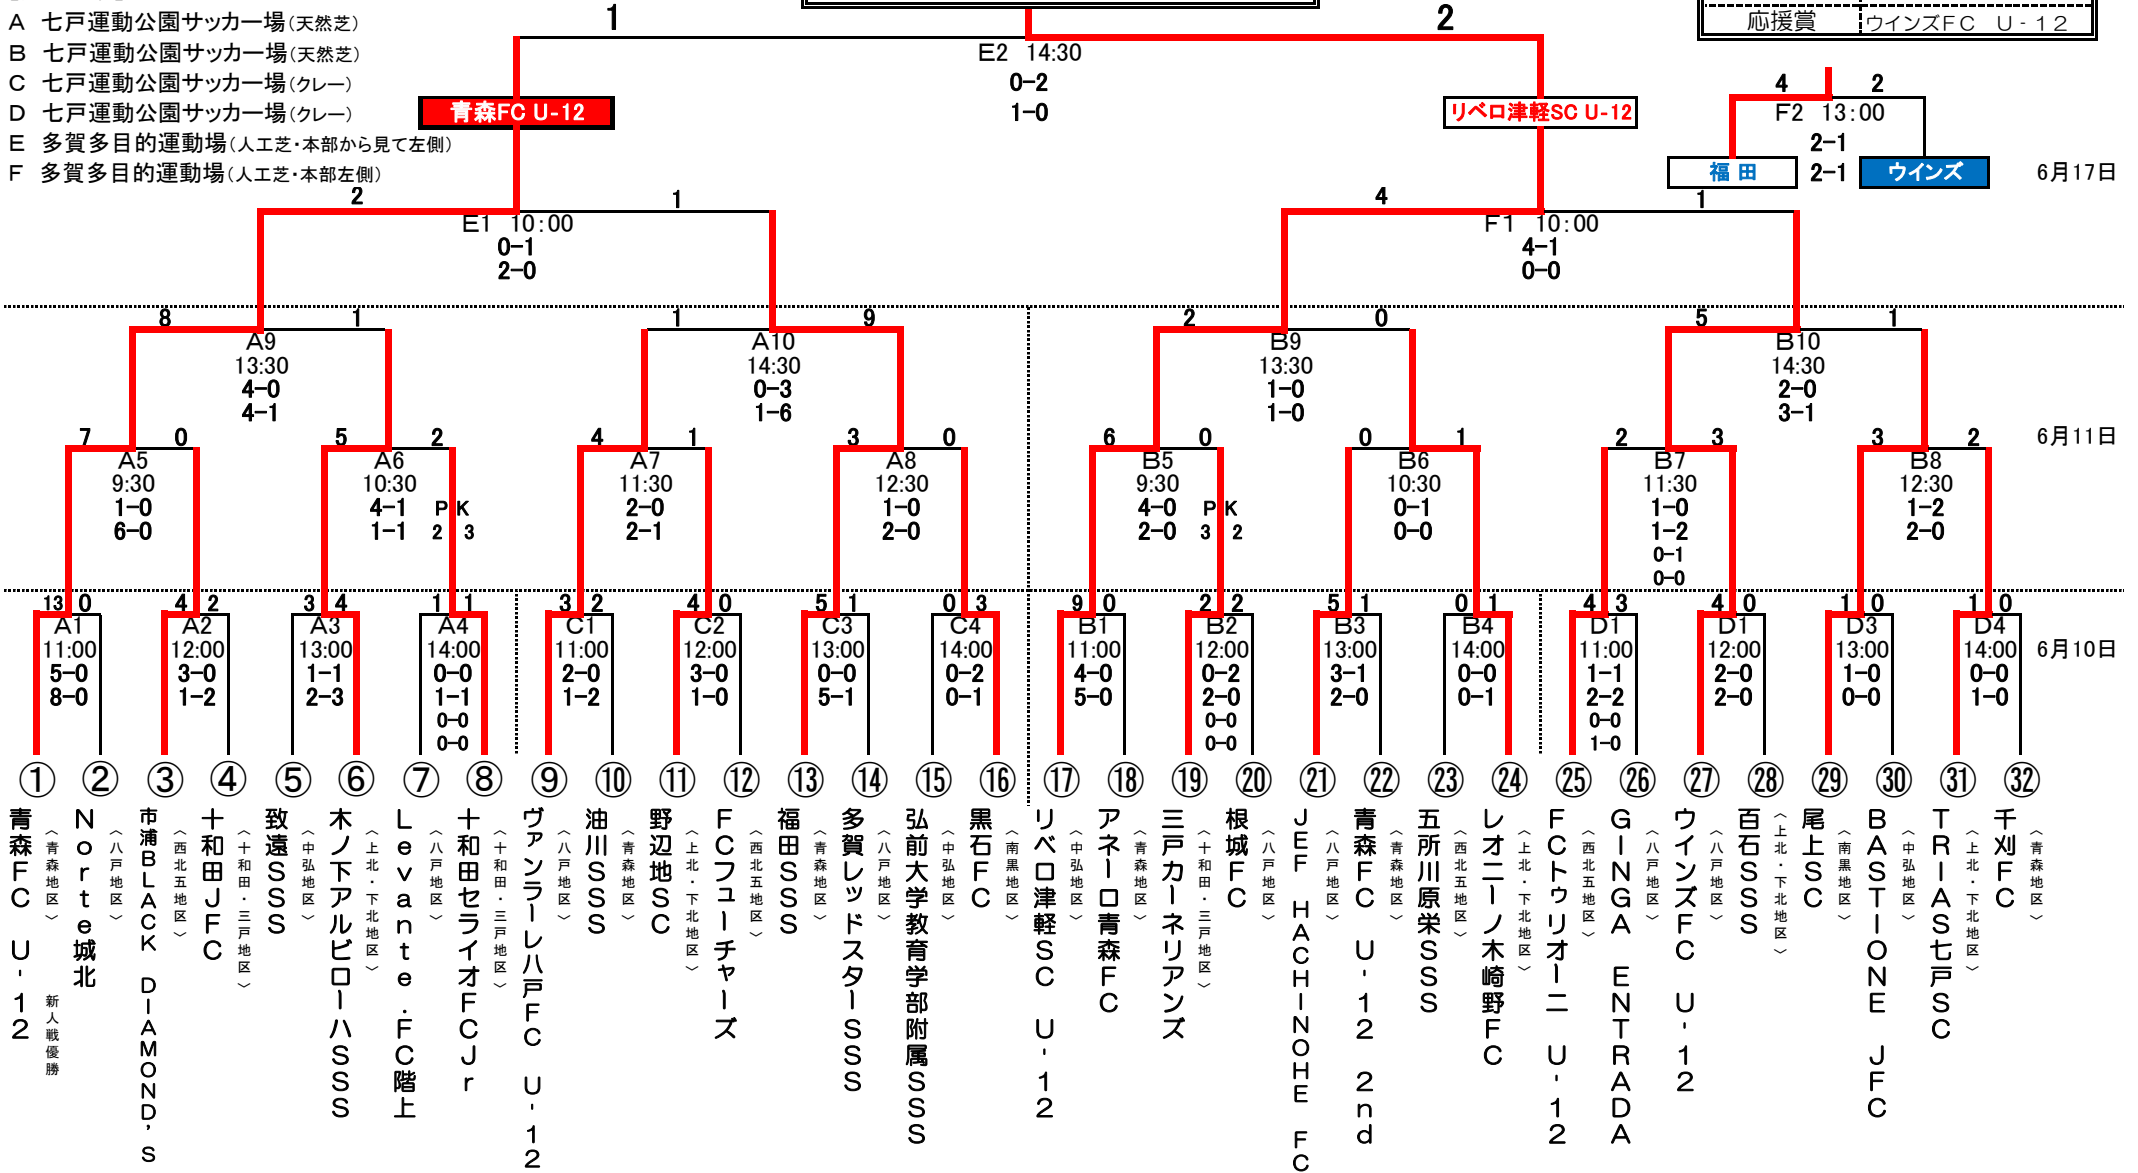 A 七戸運動公園サッカー場(天然芝)
B 七戸運動公園サッカー場(天然芝)
C 七戸運動公園サッカー場(クレー)
D 七戸運動公園サッカー場(クレー)
E 多賀多目的運動場(人工芝・本部から見て左側)
F 多賀多目的運動場(人工芝・本部左側)
応援賞 ウインズFC U-12
1 2
E2 14:30
0-2
1-0
青森FC U-12
リベロ津軽SC U-12
4 2
F2 13:00
2-1
2-1
福田
ウインズ
6月17日
2 1
E1 10:00
0-1
2-0
4 1
F1 10:00
4-1
0-0
8 1
A9
13:30
4-0
4-1
1 9
A10
14:30
0-3
1-6
2 0
B9
13:30
1-0
1-0
5 1
B10
14:30
2-0
3-1
6月11日
7 0
A5
9:30
1-0
6-0
5 2
A6
10:30
4-1
1-1
PK
2 3
4 1
A7
11:30
2-0
2-1
3 0
A8
12:30
1-0
2-0
6 0
B5
9:30
4-0
2-0
PK
3 2
0 1
B6
10:30
0-1
0-0
2 3
B7
11:30
1-0
1-2
0-1
0-0
3 2
B8
12:30
1-2
2-0
6月10日
13 0
A1
11:00
5-0
8-0
4 2
A2
12:00
3-0
1-2
3 4
A3
13:00
1-1
2-3
1 1
A4
14:00
0-0
1-1
0-0
0-0
3 2
C1
11:00
2-0
1-2
4 0
C2
12:00
3-0
1-0
5 1
C3
13:00
0-0
5-1
0 3
C4
14:00
0-2
0-1
9 0
B1
11:00
4-0
5-0
2 2
B2
12:00
0-2
2-0
0-0
0-0
5 1
B3
13:00
3-1
2-0
0 1
B4
14:00
0-0
0-1
4 3
D1
11:00
1-1
2-2
0-0
1-0
4 0
D1
12:00
2-0
2-0
1 0
D3
13:00
1-0
0-0
1 0
D4
14:00
0-0
1-0
① 青森FC U-12 〈青森地区〉 新人戦優勝
② Norte城北 〈八戸地区〉
③ 市浦BLACK DIAMOND'S 〈西北五地区〉
④ 十和田JFC 〈十和田・三戸地区〉
⑤ 致遠SSS 〈中弘地区〉
⑥ 木ノ下アルビローハSSS 〈上北・下北地区〉
⑦ Levante.FC階上 〈八戸地区〉
⑧ 十和田セライオFCJr 〈十和田・三戸地区〉
⑨ ヴァンラーレ八戸FC U-12 〈八戸地区〉
⑩ 油川SSS 〈青森地区〉
⑪ 野辺地SC 〈上北・下北地区〉
⑫ FCフューチャーズ 〈西北五地区〉
⑬ 福田SSS 〈青森地区〉
⑭ 多賀レッドスターSSS 〈八戸地区〉
⑮ 弘前大学教育学部附属SSS 〈中弘地区〉
⑯ 黒石FC 〈南黒地区〉
⑰ リベロ津軽SC U-12 〈中弘地区〉
⑱ アネーロ青森FC 〈青森地区〉
⑲ 三戸カーネリアンズ 〈十和田・三戸地区〉
⑳ 根城FC 〈八戸地区〉
㉑ JEF HACHINOHE FC 〈八戸地区〉
㉒ 青森FC U-12 2nd 〈青森地区〉
㉓ 五所川原栄SSS 〈西北五地区〉
㉔ レオニーノ木崎野FC 〈上北・下北地区〉
㉕ FCトゥリオーニ U-12 〈西北五地区〉
㉖ GINGA ENTRADA 〈八戸地区〉
㉗ ウインズFC U-12 〈八戸地区〉
㉘ 百石SSS 〈上北・下北地区〉
㉙ 尾上SC 〈南黒地区〉
㉚ BASTIONE JFC 〈中弘地区〉
㉛ TRIAS七戸SC 〈上北・下北地区〉
㉜ 千刈FC 〈青森地区〉